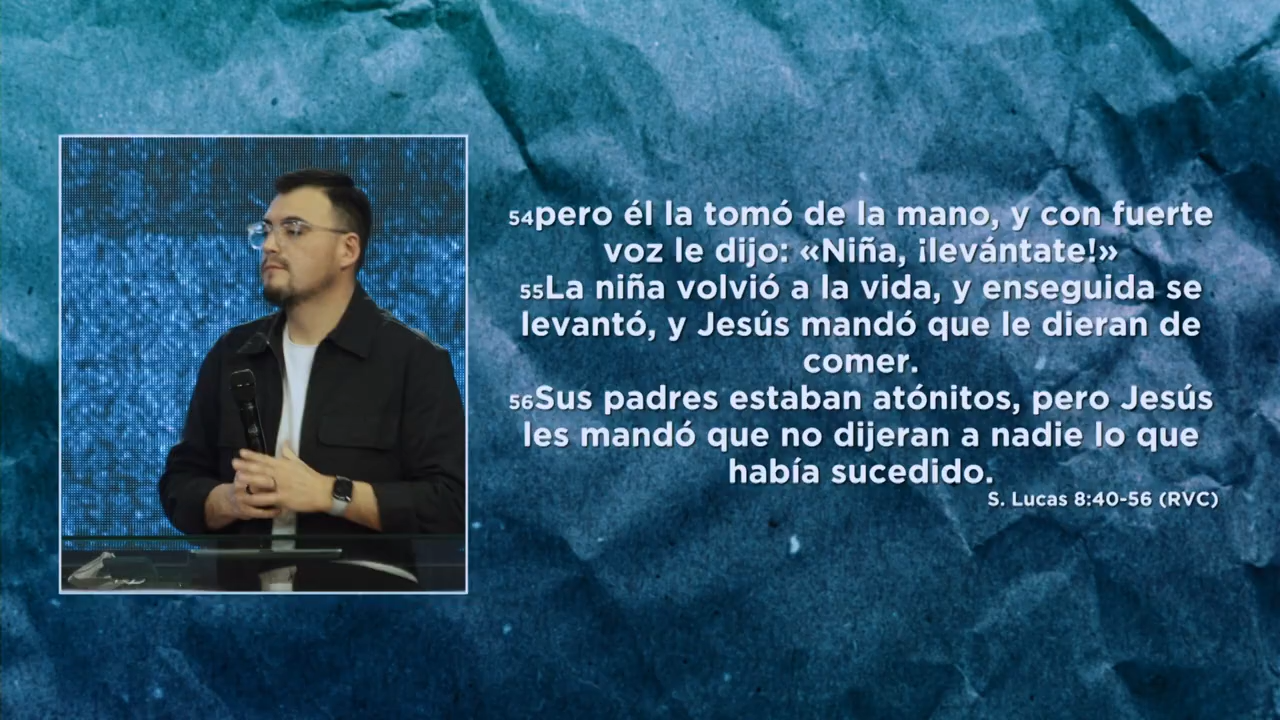 54pero él la tomó de la mano, y con fuerte
voz le dijo: «Niña, ¡levántate!»
55La niña volvió a la vida, y enseguida se
levantó, y Jesús mandó que le dieran de
comer.
56Sus padres estaban atónitos, pero Jesús
les mandó que no dijeran a nadie lo que
había sucedido.
S. Lucas 8:40-56 (RVC)